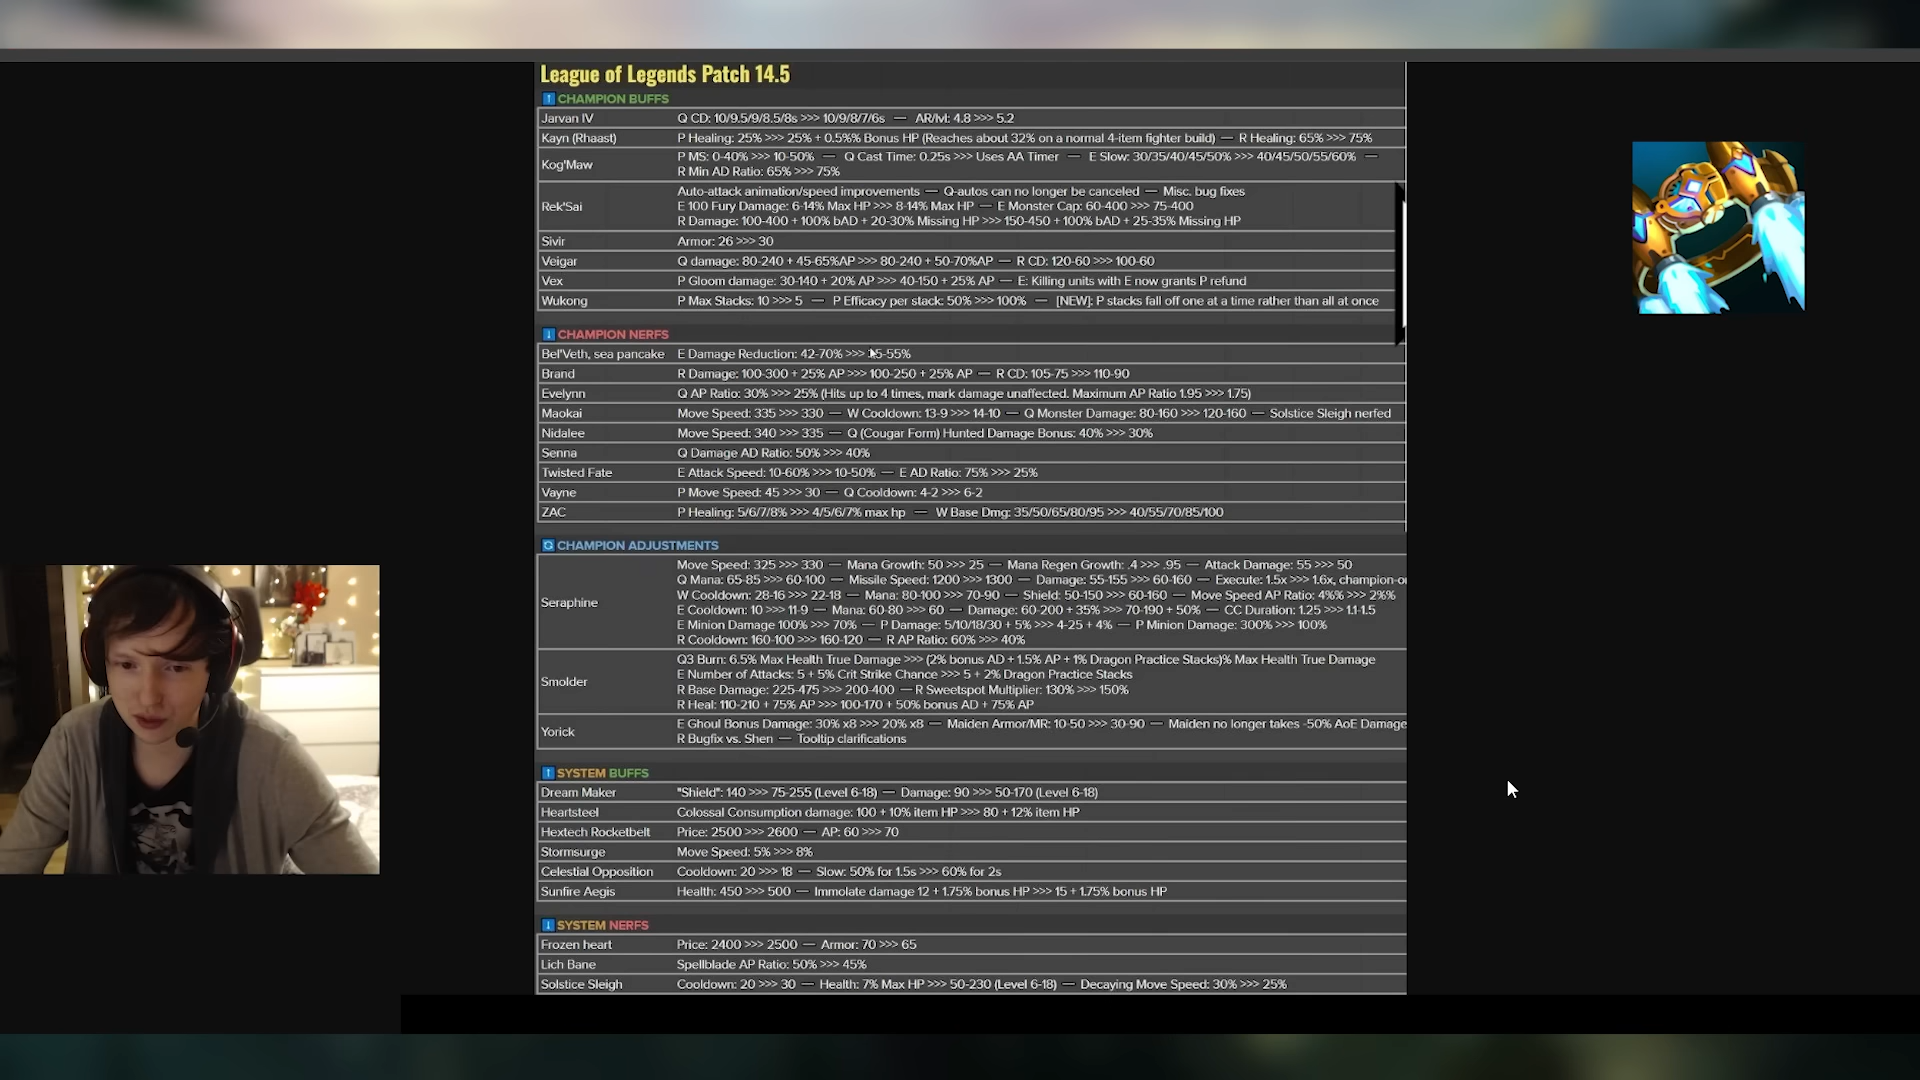 League of Legends Patch 14.5
CHAMPION BUFFS
Jarvan IV Q CD: 10/9.5/9/8.5/8s >>> 10/9/8/7/6s — AR/lvl: 4.8 >>> 5.2
Kayn (Rhaast) P Healing: 25% >>> 25% + 0.5%% Bonus HP (Reaches about 32% on a normal 4-item fighter build) — R Healing: 65% >>> 75%
Kog'Maw P MS: 0-40% >>> 10-50% — Q Cast Time: 0.25s >>> Uses AA Timer — E Slow: 30/35/40/45/50% >>> 40/45/50/55/60% —
R Min AD Ratio: 65% >>> 75%
Rek'Sai Auto-attack animation/speed improvements — Q-autos can no longer be canceled — Misc. bug fixes
E 100 Fury Damage: 6-14% Max HP >>> 8-14% Max HP — E Monster Cap: 60-400 >>> 75-400
R Damage: 100-400 + 100% bAD + 20-30% Missing HP >>> 150-450 + 100% bAD + 25-35% Missing HP
Sivir Armor: 26 >>> 30
Veigar Q damage: 80-240 + 45-65%AP >>> 80-240 + 50-70%AP — R CD: 120-60 >>> 100-60
Vex P Gloom damage: 30-140 + 20% AP >>> 40-150 + 25% AP — E: Killing units with E now grants P refund
Wukong P Max Stacks: 10 >>> 5 — P Efficacy per stack: 50% >>> 100% — [NEW]: P stacks fall off one at a time rather than all at once
CHAMPION NERFS
Bel'Veth, sea pancake E Damage Reduction: 42-70% >>> 5-55%
Brand R Damage: 100-300 + 25% AP >>> 100-250 + 25% AP — R CD: 105-75 >>> 110-90
Evelynn Q AP Ratio: 30% >>> 25% (Hits up to 4 times, mark damage unaffected. Maximum AP Ratio 1.95 >>> 1.75)
Maokai Move Speed: 335 >>> 330 — W Cooldown: 13-9 >>> 14-10 — Q Monster Damage: 80-160 >>> 120-160 — Solstice Sleigh nerfed
Nidalee Move Speed: 340 >>> 335 — Q (Cougar Form) Hunted Damage Bonus: 40% >>> 30%
Senna Q Damage AD Ratio: 50% >>> 40%
Twisted Fate E Attack Speed: 10-60% >>> 10-50% — E AD Ratio: 75% >>> 25%
Vayne P Move Speed: 45 >>> 30 — Q Cooldown: 4-2 >>> 6-2
ZAC P Healing: 5/6/7/8% >>> 4/5/6/7% max hp — W Base Dmg: 35/50/65/80/95 >>> 40/55/70/85/100
CHAMPION ADJUSTMENTS
Seraphine Move Speed: 325 >>> 330 — Mana Growth: 50 >>> 25 — Mana Regen Growth: .4 >>> .95 — Attack Damage: 55 >>> 50
Q Mana: 65-85 >>> 60-100 — Missile Speed: 1200 >>> 1300 — Damage: 55-155 >>> 60-160 — Execute: 1.5x >>> 1.6x, champion-o
W Cooldown: 28-16 >>> 22-18 — Mana: 80-100 >>> 70-90 — Shield: 50-150 >>> 60-160 — Move Speed AP Ratio: 4%% >>> 2%%
E Cooldown: 10 >>> 11-9 — Mana: 60-80 >>> 60 — Damage: 60-200 + 35% >>> 70-190 + 50% — CC Duration: 1.25 >>> 1.1-1.5
E Minion Damage 100% >>> 70% — P Damage: 5/10/18/30 + 5% >>> 4-25 + 4% — P Minion Damage: 300% >>> 100%
R Cooldown: 160-100 >>> 160-120 — R AP Ratio: 60% >>> 40%
Smolder Q3 Burn: 6.5% Max Health True Damage >>> (2% bonus AD + 1.5% AP + 1% Dragon Practice Stacks)% Max Health True Damage
E Number of Attacks: 5 + 5% Crit Strike Chance >>> 5 + 2% Dragon Practice Stacks
R Base Damage: 225-475 >>> 200-400 — R Sweetspot Multiplier: 130% >>> 150%
R Heal: 110-210 + 75% AP >>> 100-170 + 50% bonus AD + 75% AP
Yorick E Ghoul Bonus Damage: 30% x8 >>> 20% x8 — Maiden Armor/MR: 10-50 >>> 30-90 — Maiden no longer takes -50% AoE Damage
R Bugfix vs. Shen — Tooltip clarifications
SYSTEM BUFFS
Dream Maker "Shield": 140 >>> 75-255 (Level 6-18) — Damage: 90 >>> 50-170 (Level 6-18)
Heartsteel Colossal Consumption damage: 100 + 10% item HP >>> 80 + 12% item HP
Hextech Rocketbelt Price: 2500 >>> 2600 — AP: 60 >>> 70
Stormsurge Move Speed: 5% >>> 8%
Celestial Opposition Cooldown: 20 >>> 18 — Slow: 50% for 1.5s >>> 60% for 2s
Sunfire Aegis Health: 450 >>> 500 — Immolate damage 12 + 1.75% bonus HP >>> 15 + 1.75% bonus HP
SYSTEM NERFS
Frozen heart Price: 2400 >>> 2500 — Armor: 70 >>> 65
Lich Bane Spellblade AP Ratio: 50% >>> 45%
Solstice Sleigh Cooldown: 20 >>> 30 — Health: 7% Max HP >>> 50-230 (Level 6-18) — Decaying Move Speed: 30% >>> 25%